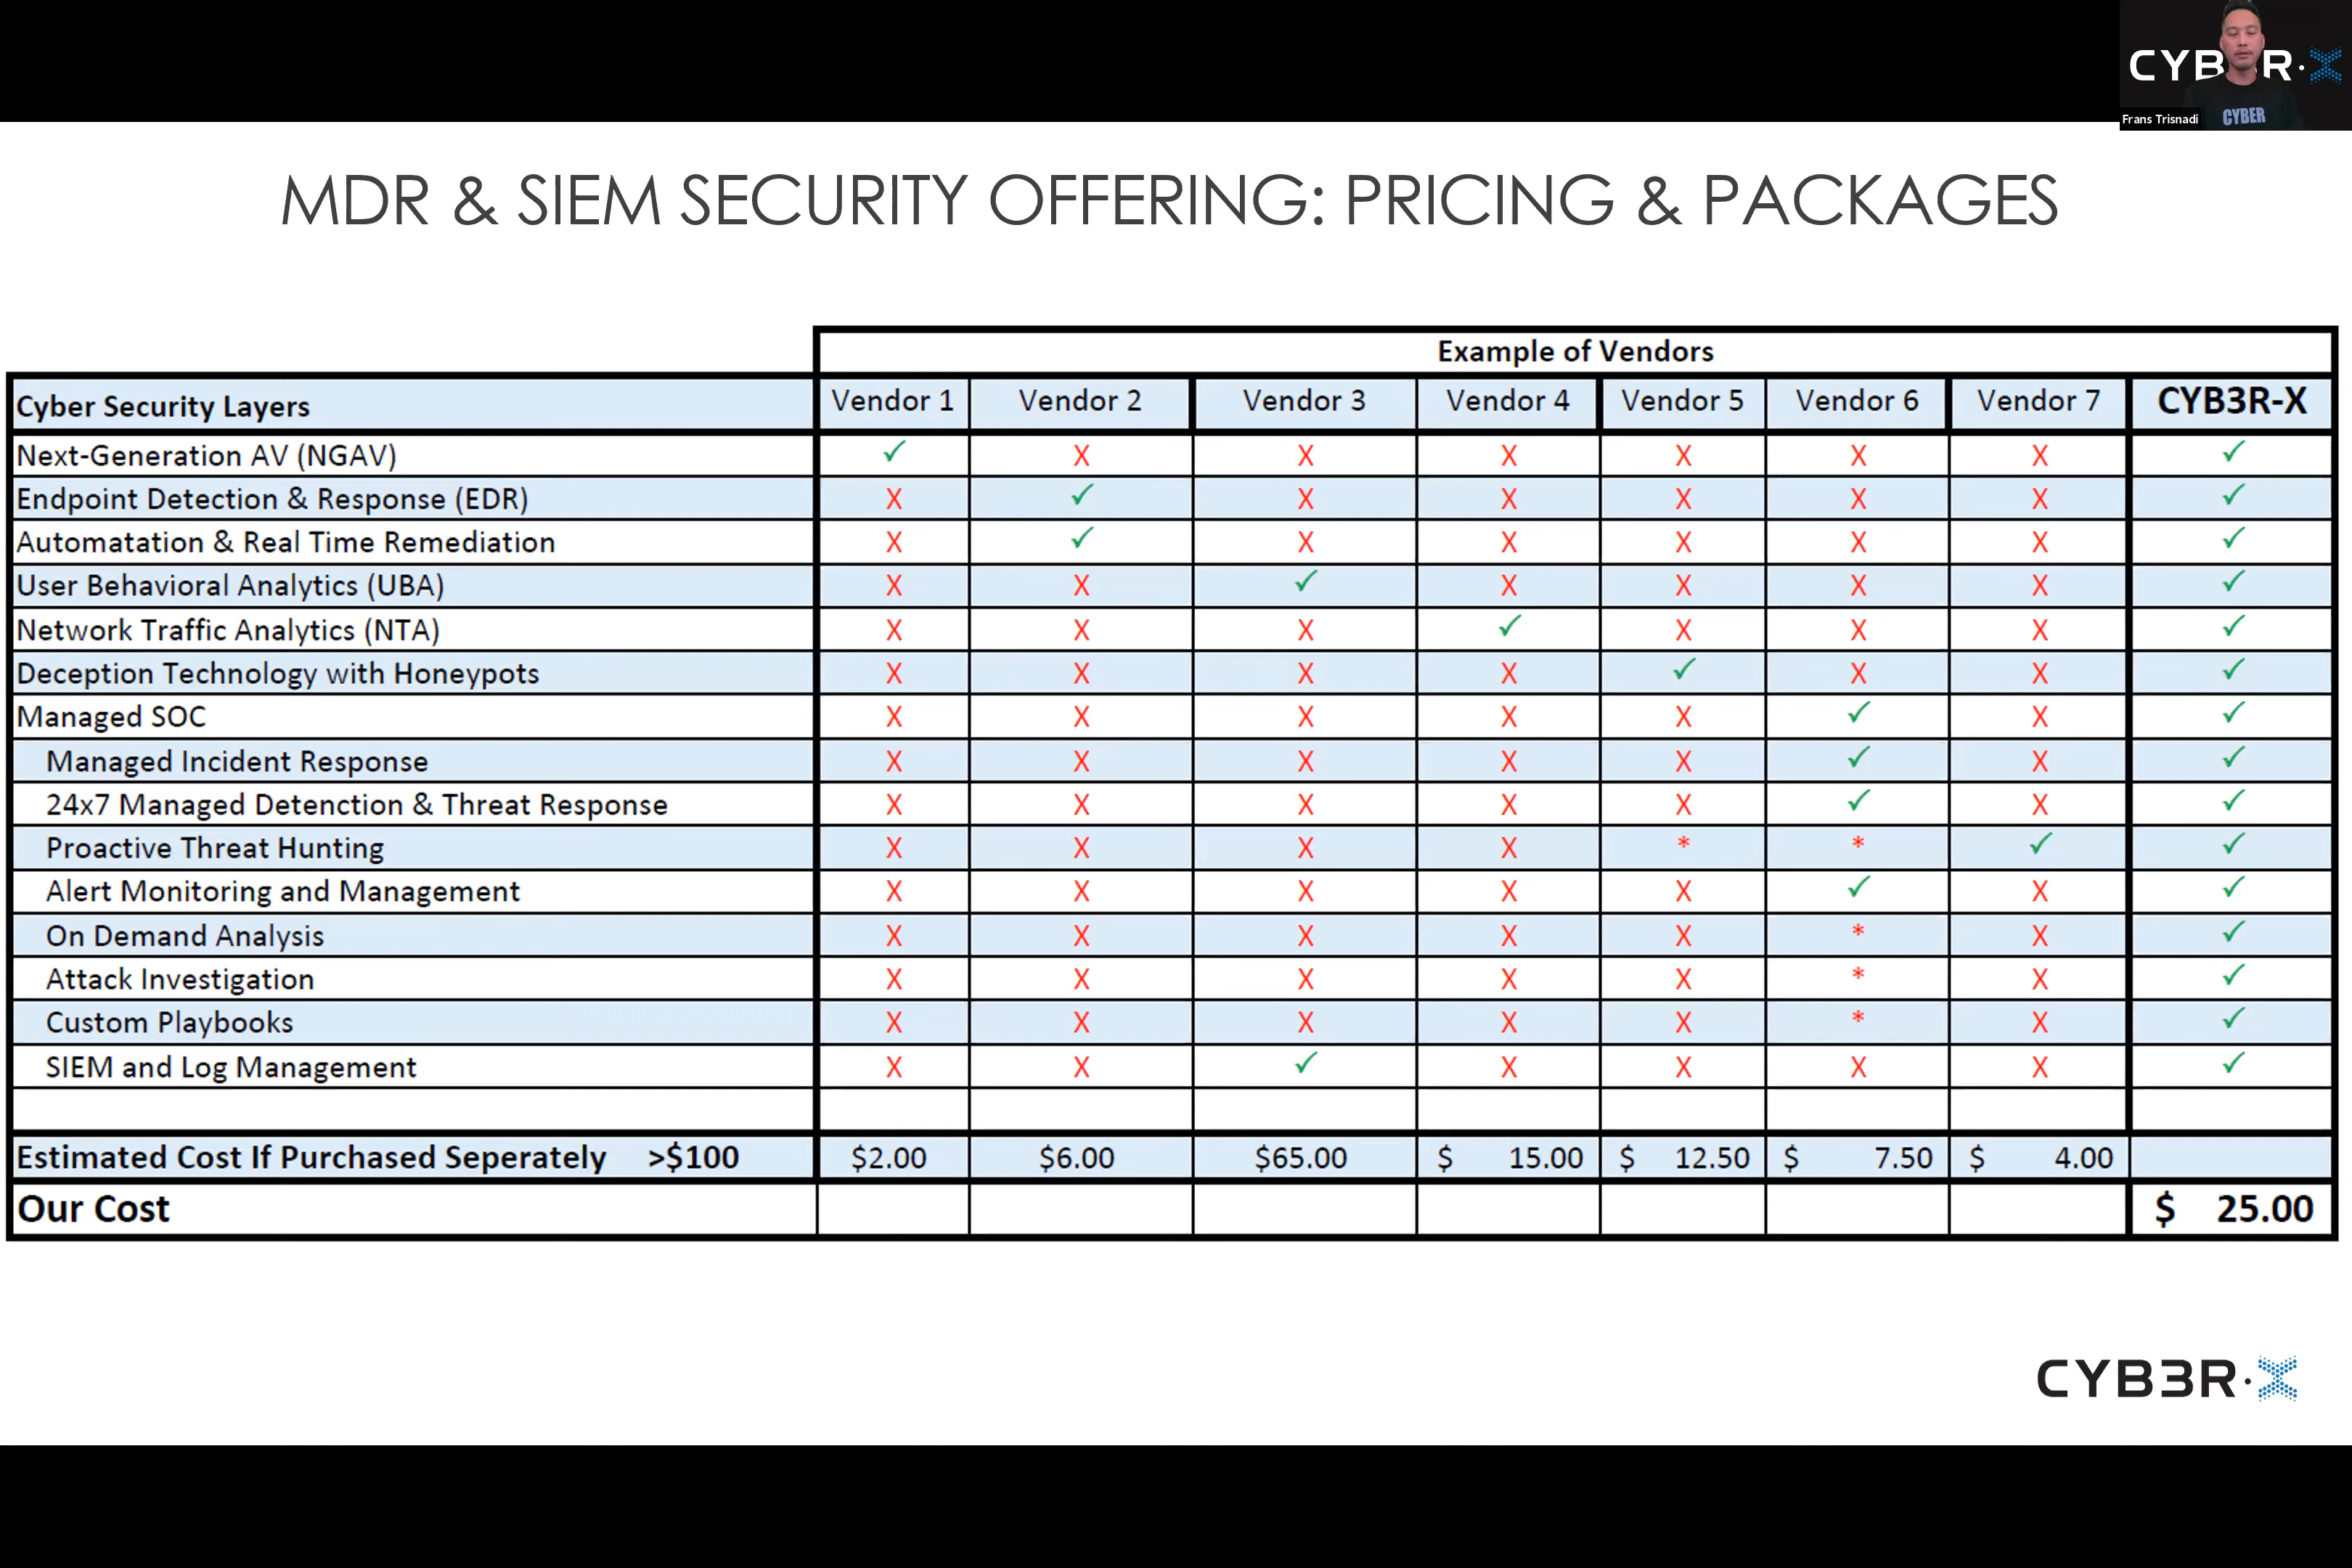 CYB3R·X
CYBER
Frans Trisnadi
MDR & SIEM SECURITY OFFERING: PRICING & PACKAGES
Example of Vendors
Cyber Security Layers Vendor 1 Vendor 2 Vendor 3 Vendor 4 Vendor 5 Vendor 6 Vendor 7 CYB3R-X
Next-Generation AV (NGAV) ✓ X X X X X X ✓
Endpoint Detection & Response (EDR) X ✓ X X X X X ✓
Automatation & Real Time Remediation X ✓ X X X X X ✓
User Behavioral Analytics (UBA) X X ✓ X X X X ✓
Network Traffic Analytics (NTA) X X X ✓ X X X ✓
Deception Technology with Honeypots X X X X ✓ X X ✓
Managed SOC X X X X X ✓ X ✓
Managed Incident Response X X X X X ✓ X ✓
24x7 Managed Detenction & Threat Response X X X X X ✓ X ✓
Proactive Threat Hunting X X X X * * ✓ ✓
Alert Monitoring and Management X X X X X ✓ X ✓
On Demand Analysis X X X X X * X ✓
Attack Investigation X X X X X * X ✓
Custom Playbooks X X X X X * X ✓
SIEM and Log Management X X ✓ X X X X ✓
Estimated Cost If Purchased Seperately >$100 $2.00 $6.00 $65.00 $ 15.00 $ 12.50 $ 7.50 $ 4.00
Our Cost $ 25.00
CYB3R·X